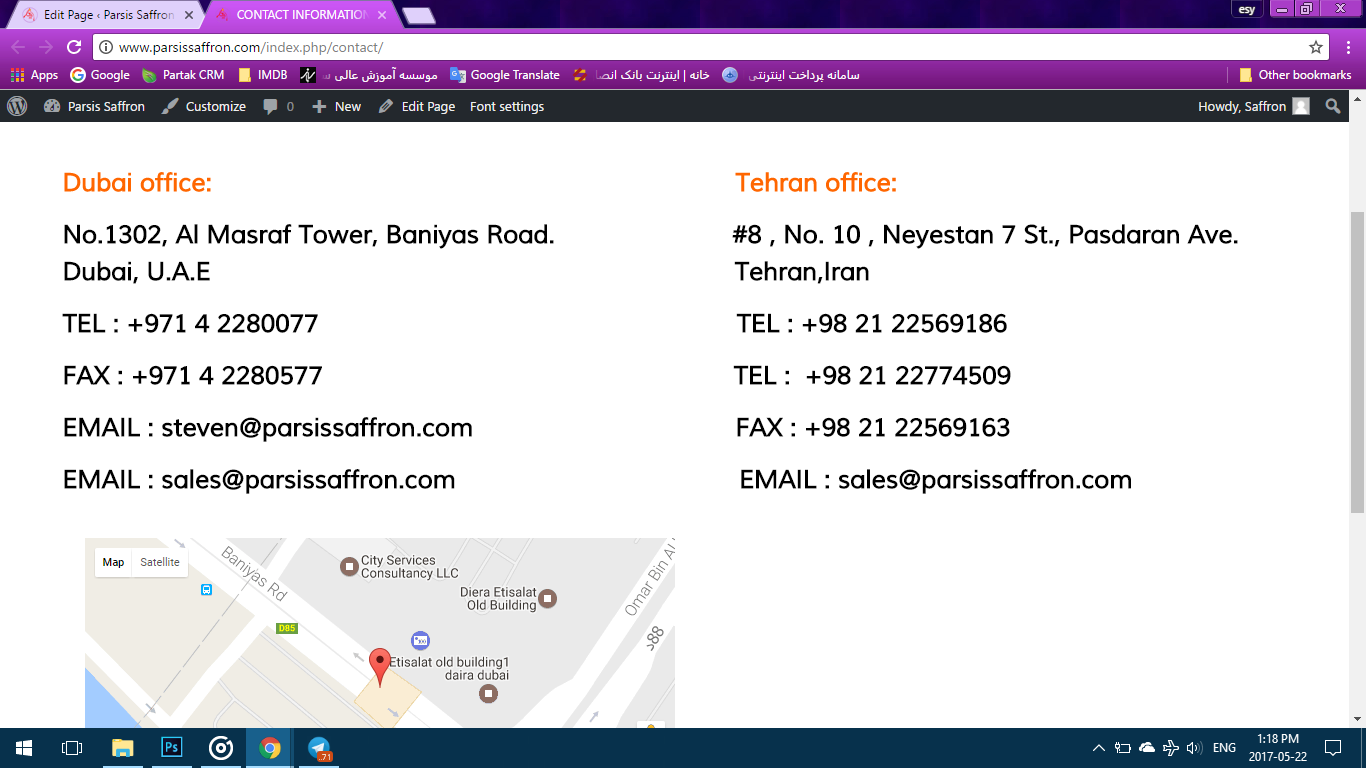 Edit Page ‹ Parsis Saffron
CONTACT INFORMATION
esy
www.parsissaffron.com/index.php/contact/
Apps
Google
Partak CRM
IMDB
موسسه آموزش عالی
Google Translate
خانه | اینترنت بانک انصا
سامانه پرداخت اینترنتی
Other bookmarks
Parsis Saffron
Customize
0
New
Edit Page
Font settings
Howdy, Saffron
Dubai office:
No.1302, Al Masraf Tower, Baniyas Road.
Dubai, U.A.E
TEL : +971 4 2280077
FAX : +971 4 2280577
EMAIL : steven@parsissaffron.com
EMAIL : sales@parsissaffron.com
Tehran office:
#8 , No. 10 , Neyestan 7 St., Pasdaran Ave.
Tehran,Iran
TEL : +98 21 22569186
TEL :  +98 21 22774509
FAX : +98 21 22569163
EMAIL : sales@parsissaffron.com
Map
Satellite
Baniyas Rd
City Services
Consultancy LLC
Diera Etisalat
Old Building
Omar Bin Al
D85
Etisalat old building1
daira dubai
Ps
71
ENG
1:18 PM
2017-05-22